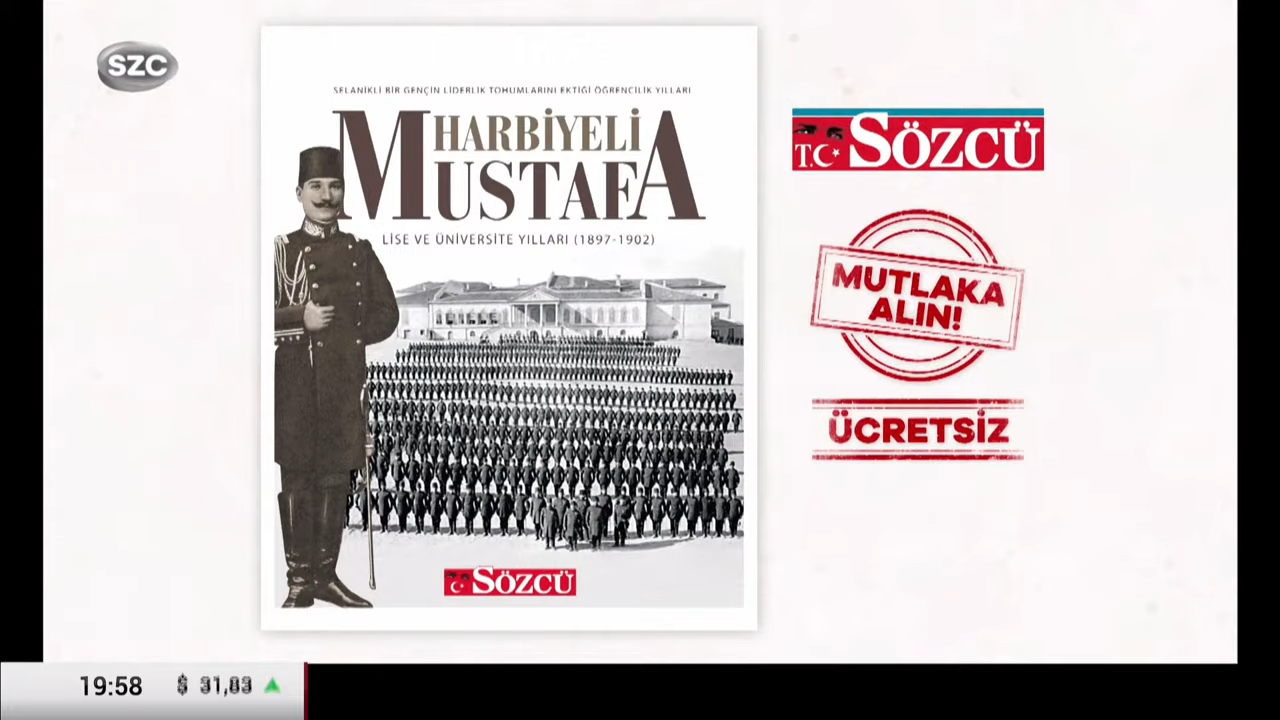 SZC
SELANİKLİ BİR GENÇİN LİDERLİK TOHUMLARINI EKTİĞİ ÖĞRENCİLİK YILLARI
HARBİYELİ
MUSTAFA
LİSE VE ÜNİVERSİTE YILLARI (1897-1902)
SÖZCÜ
T.C SÖZCÜ
MUTLAKA
ALIN!
ÜCRETSİZ
19:58 $ 31,83